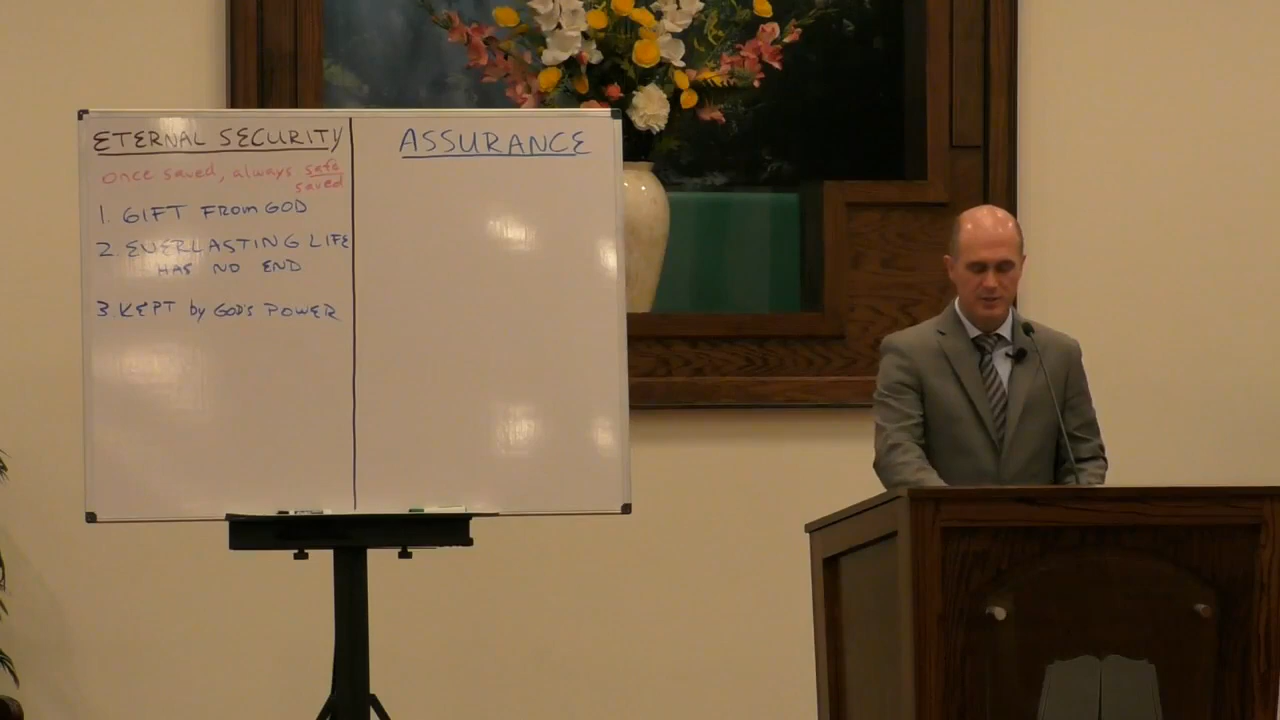 ETERNAL SECURITY
once saved, always safe
saved
1. GIFT FROM GOD
2. EVERLASTING LIFE
HAS NO END
3. KEPT by GOD'S POWER
ASSURANCE